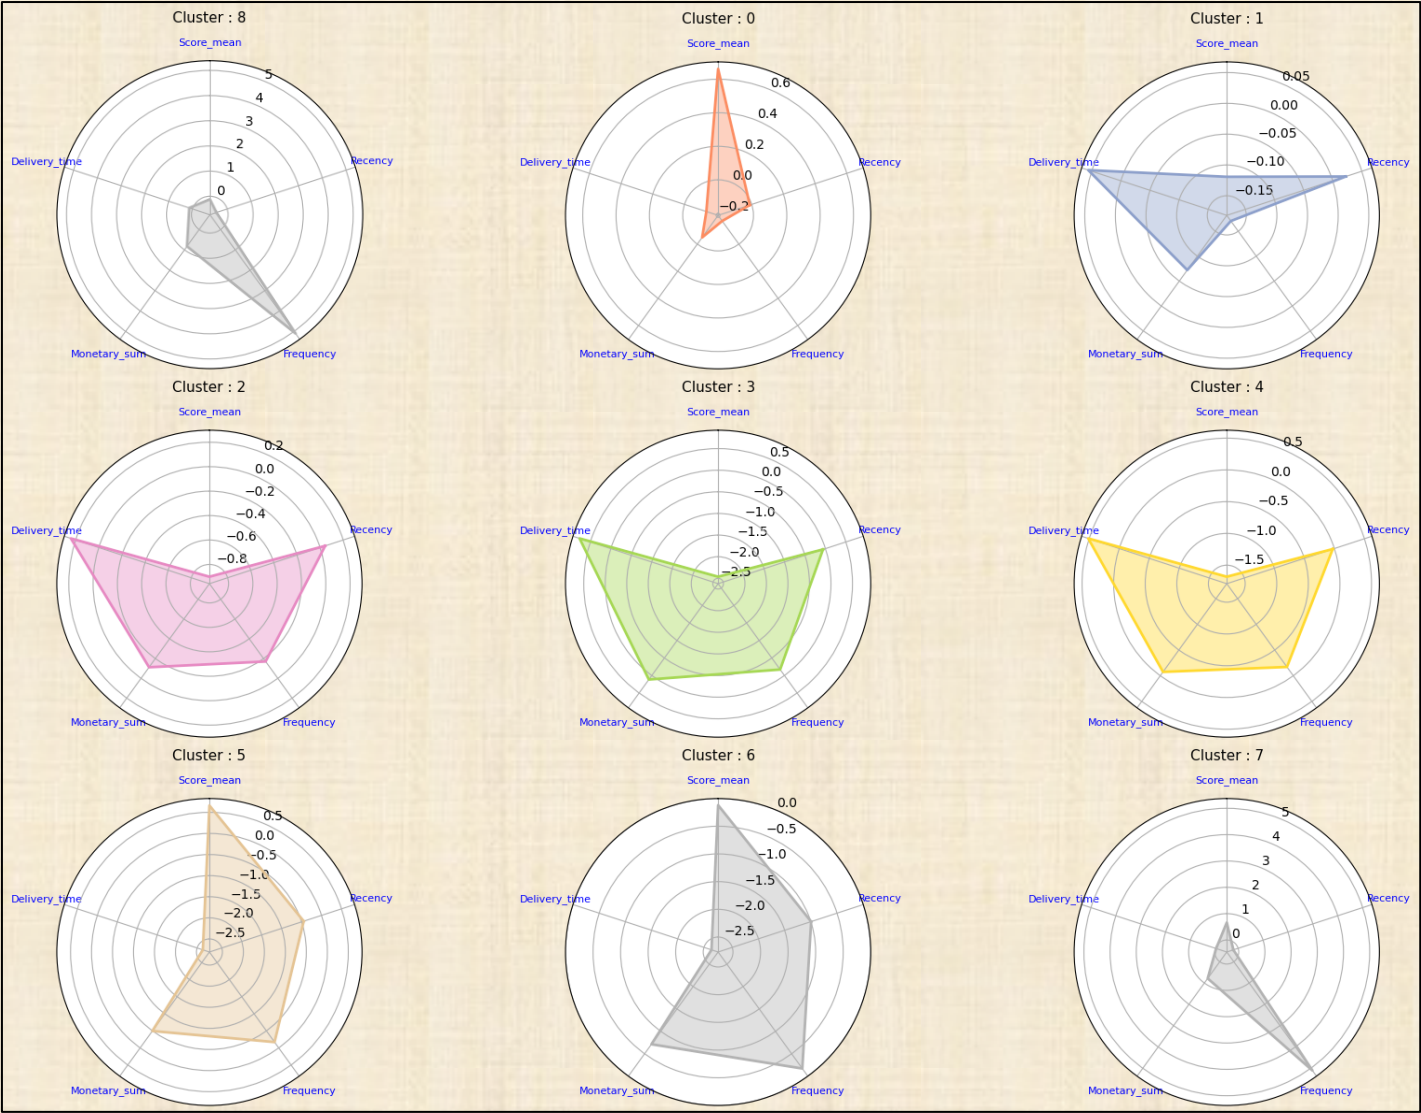 Cluster : 8
Score_mean
5
4
3
2
1
0
Delivery_time
Recency
Monetary_sum
Frequency
Cluster : 0
Score_mean
0.6
0.4
0.2
0.0
−0.2
Delivery_time
Recency
Monetary_sum
Frequency
Cluster : 1
Score_mean
0.05
0.00
−0.05
−0.10
−0.15
Delivery_time
Recency
Monetary_sum
Frequency
Cluster : 2
Score_mean
0.2
0.0
−0.2
−0.4
−0.6
−0.8
Delivery_time
Recency
Monetary_sum
Frequency
Cluster : 3
Score_mean
0.5
0.0
−0.5
−1.0
−1.5
−2.0
−2.5
Delivery_time
Recency
Monetary_sum
Frequency
Cluster : 4
Score_mean
0.5
0.0
−0.5
−1.0
−1.5
Delivery_time
Recency
Monetary_sum
Frequency
Cluster : 5
Score_mean
0.5
0.0
−0.5
−1.0
−1.5
−2.0
−2.5
Delivery_time
Recency
Monetary_sum
Frequency
Cluster : 6
Score_mean
0.0
−0.5
−1.0
−1.5
−2.0
−2.5
Delivery_time
Recency
Monetary_sum
Frequency
Cluster : 7
Score_mean
5
4
3
2
1
0
Delivery_time
Recency
Monetary_sum
Frequency